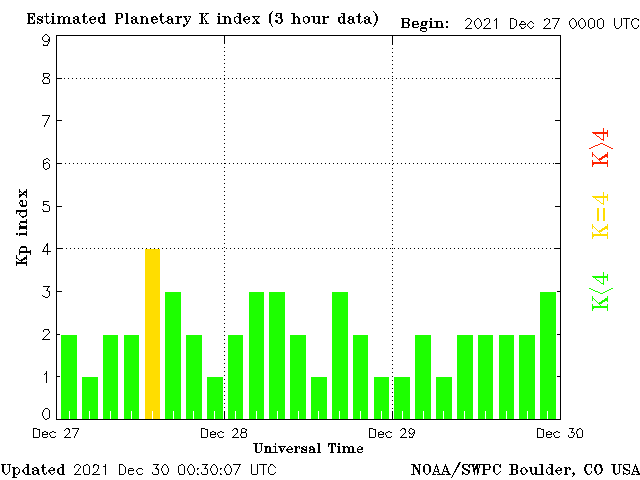 Estimated Planetary K index (3 hour data) Begin: 2021 Dec 27 0000 UTC
9
8
7
6
5
4
3
2
1
0
Kp index
K>4
K=4
K<4
Dec 27 Dec 28 Dec 29 Dec 30
Universal Time
Updated 2021 Dec 30 00:30:07 UTC NOAA/SWPC Boulder, CO USA